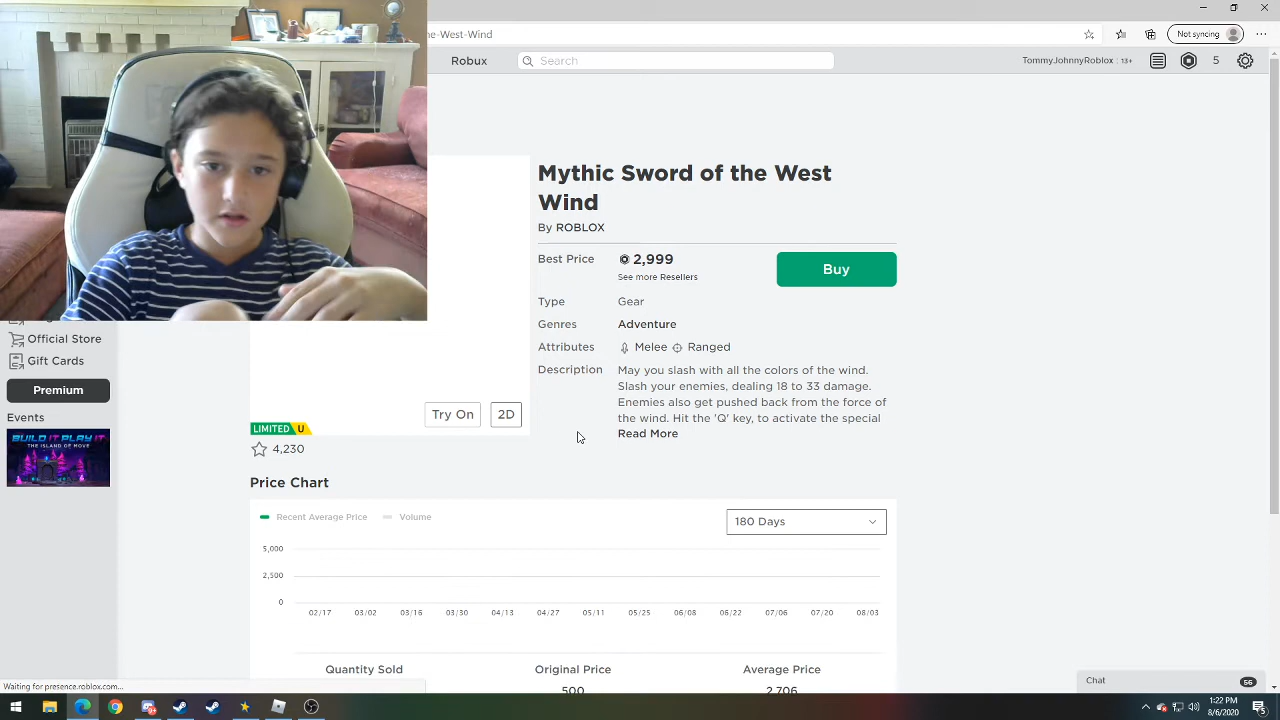 he-West-Wind
Not syncing
Robux
Search
TommyJohnnyRoblox : 13+
5
Mythic Sword of the West
Wind
By ROBLOX
Best Price
2,999
See more Resellers
Buy
Type
Gear
Genres
Adventure
Attributes
Melee
Ranged
Description
May you slash with all the colors of the wind.
Slash your enemies, dealing 18 to 33 damage.
Enemies also get pushed back from the force of
the wind. Hit the 'Q' key, to activate the special
Read More
Official Store
Gift Cards
Premium
Events
BUILD IT PLAY IT
THE ISLAND OF MOVE
Try On
2D
LIMITED U
4,230
Price Chart
Recent Average Price
Volume
180 Days
5,000
2,500
0
02/17 03/02 03/16 03/30 04/13 04/27 05/11 05/25 06/08 06/22 07/06 07/20 08/03
Quantity Sold
Original Price
Average Price
500
2,706
Waiting for presence.roblox.com...
Chat
56
1:22 PM
8/6/2020